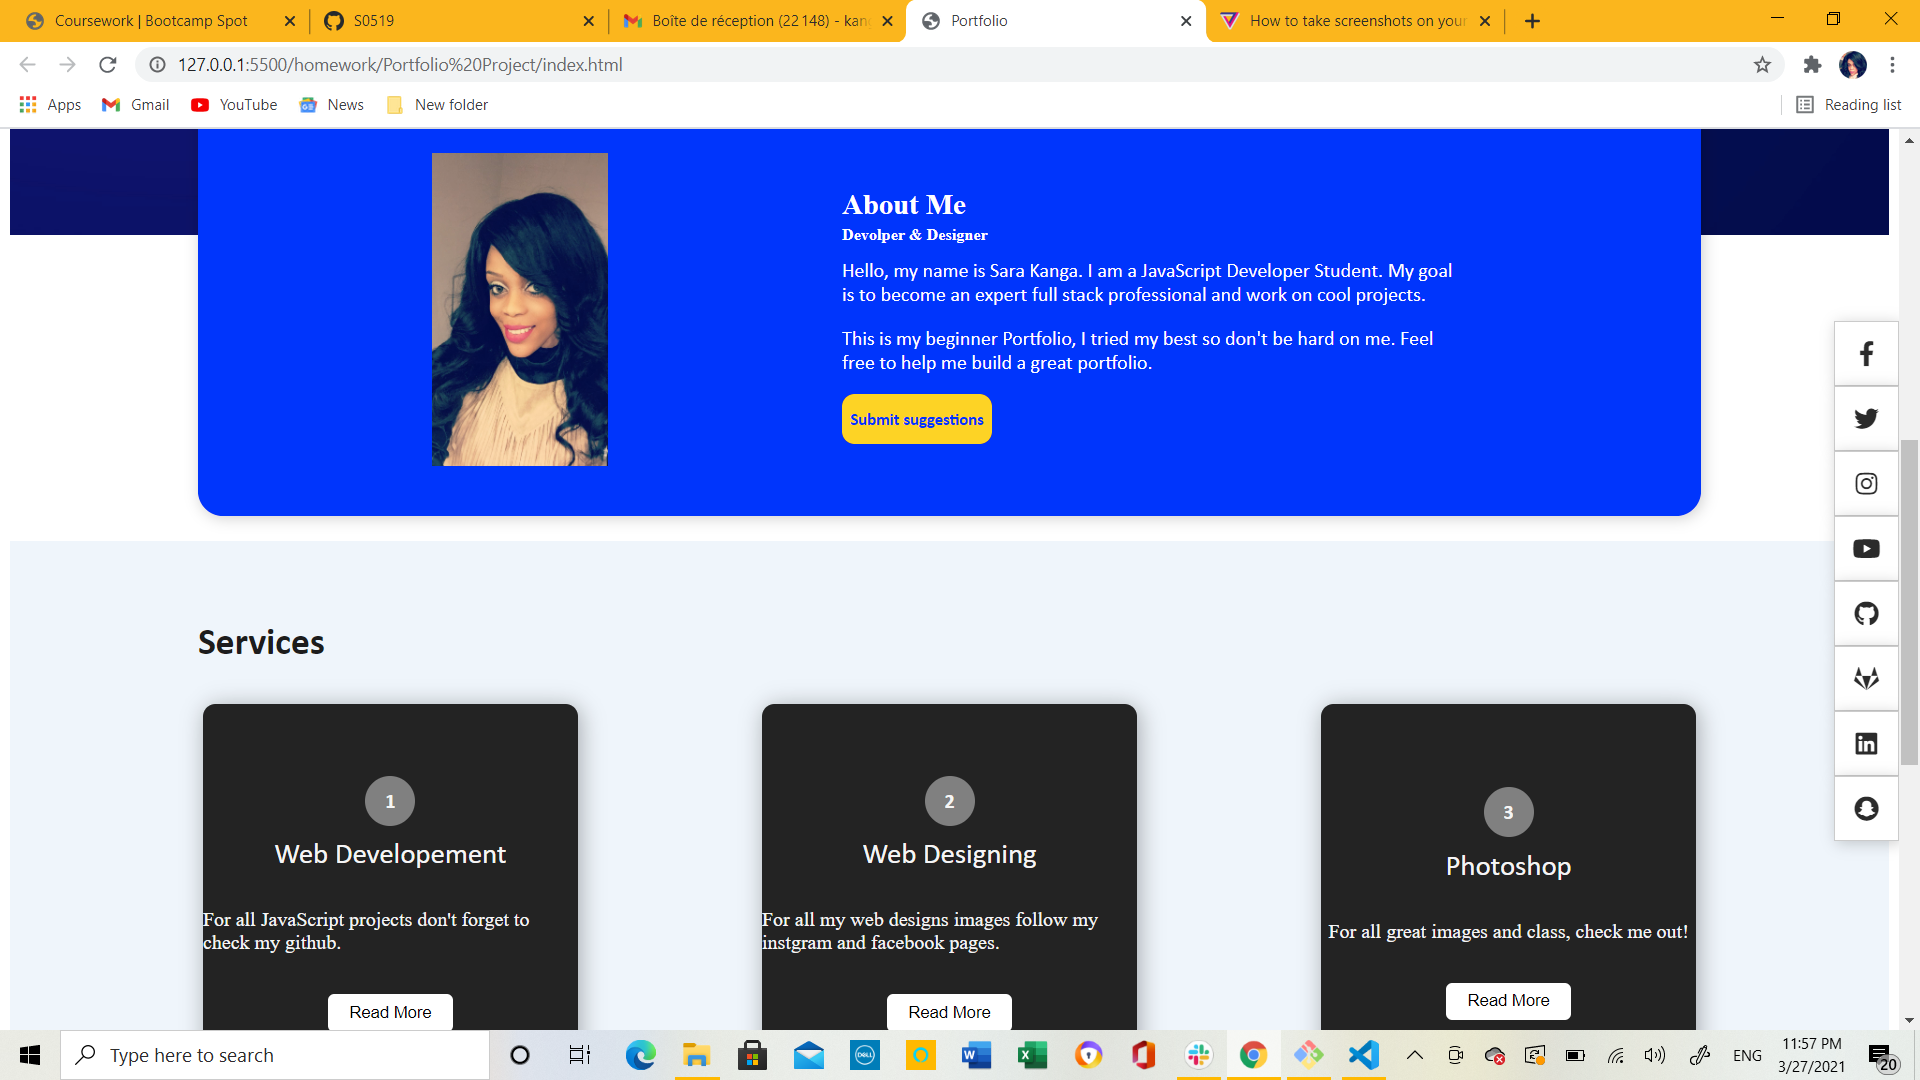 Coursework | Bootcamp Spot
S0519
Boîte de réception (22 148) - kang
Portfolio
How to take screenshots on your
127.0.0.1:5500/homework/Portfolio%20Project/index.html
Apps
Gmail
YouTube
News
New folder
Reading list
About Me
Devolper & Designer
Hello, my name is Sara Kanga. I am a JavaScript Developer Student. My goal
is to become an expert full stack professional and work on cool projects.
This is my beginner Portfolio, I tried my best so don't be hard on me. Feel
free to help me build a great portfolio.
Submit suggestions
Services
1
Web Developement
For all JavaScript projects don't forget to
check my github.
Read More
2
Web Designing
For all my web designs images follow my
instgram and facebook pages.
Read More
3
Photoshop
For all great images and class, check me out!
Read More
Type here to search
ENG
11:57 PM
3/27/2021
20